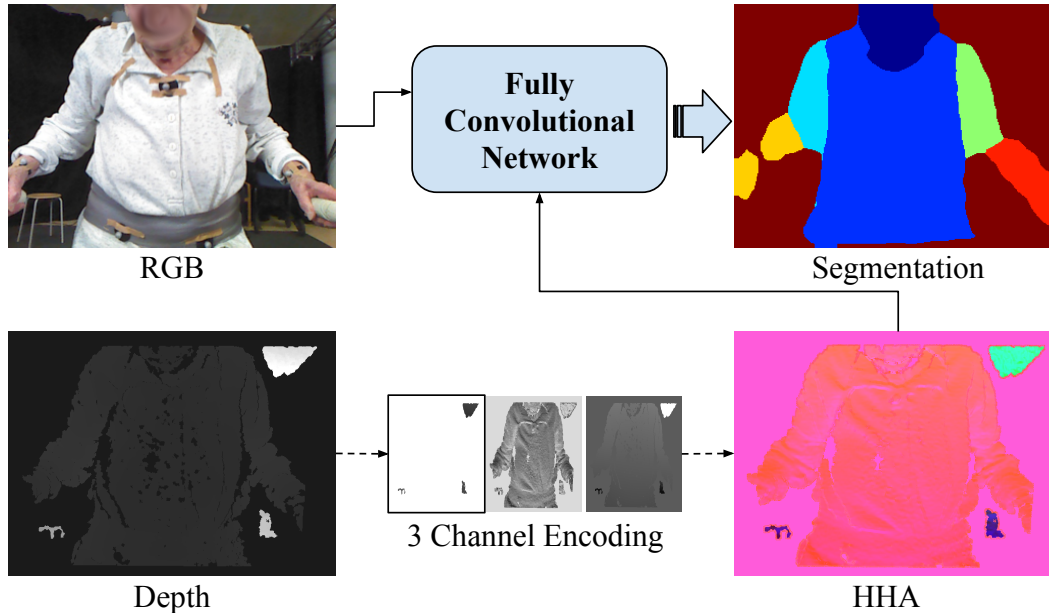 Fully
Convolutional
Network
RGB
Segmentation
3 Channel Encoding
Depth
HHA